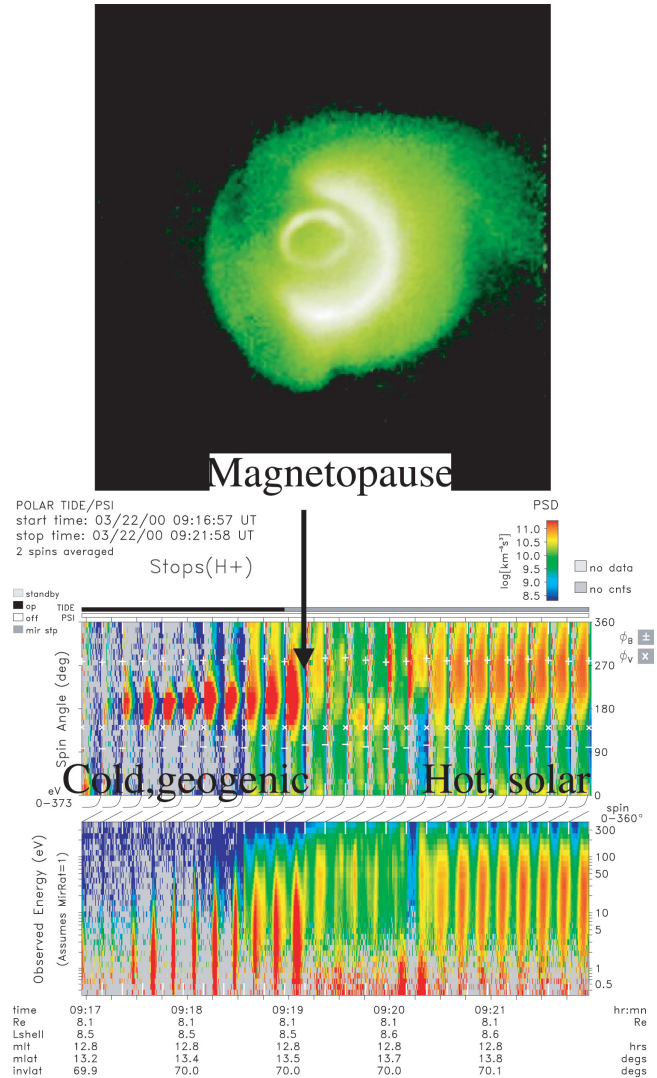 Magnetopause
POLAR TIDE/PSI
start time: 03/22/00 09:16:57 UT
stop time: 03/22/00 09:21:58 UT
2 spins averaged
Stops(H+)
PSD
log[km⁻⁶s³]
11.0
10.5
10.0
9.5
9.0
8.5
no data
no cnts
standby
op
off
mlr stp
TIDE
PSI
Spin Angle (deg)
360
270
180
90
0
ϕB ±
ϕV x
Cold,geogenic
Hot, solar
eV
0-373
spin
0-360°
Observed Energy (eV)
(Assumes MirRat=1)
300
100
50
10
5
1
0.5
time 09:17 09:18 09:19 09:20 09:21 hr:mn
Re 8.1 8.1 8.1 8.1 8.1 Re
Lshell 8.5 8.5 8.5 8.6 8.6
mlt 12.8 12.8 12.8 12.8 12.8 hrs
mlat 13.2 13.4 13.5 13.7 13.8 degs
invlat 69.9 70.0 70.0 70.0 70.1 degs